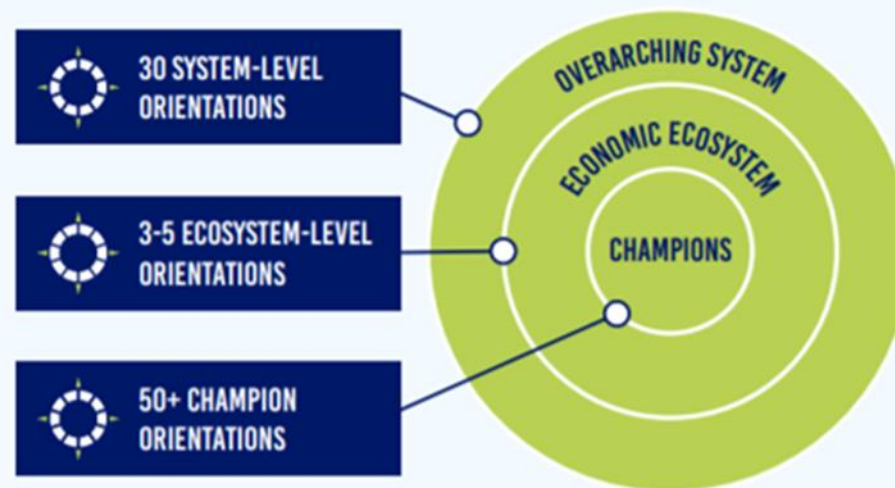 30 SYSTEM-LEVEL
ORIENTATIONS
3-5 ECOSYSTEM-LEVEL
ORIENTATIONS
50+ CHAMPION
ORIENTATIONS
OVERARCHING SYSTEM
ECONOMIC ECOSYSTEM
CHAMPIONS